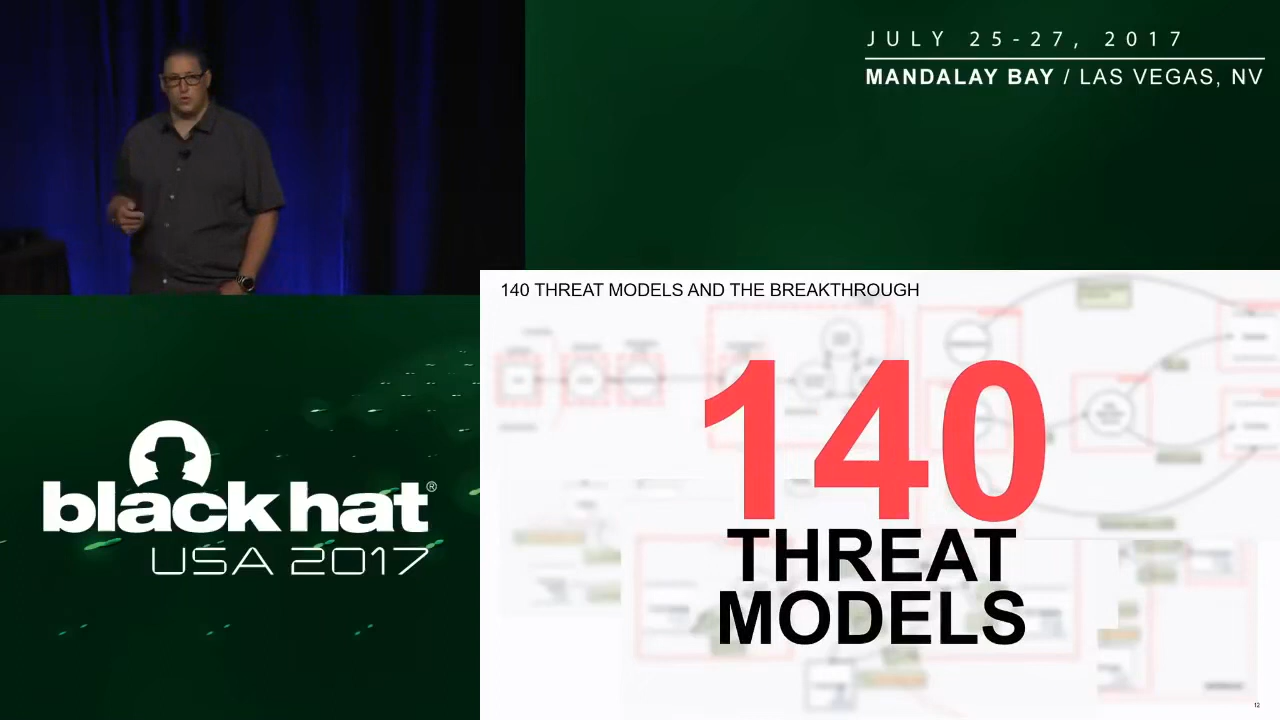 JULY 25-27, 2017
MANDALAY BAY / LAS VEGAS, NV
140 THREAT MODELS AND THE BREAKTHROUGH
140
THREAT
MODELS
black hat®
USA 2017
12